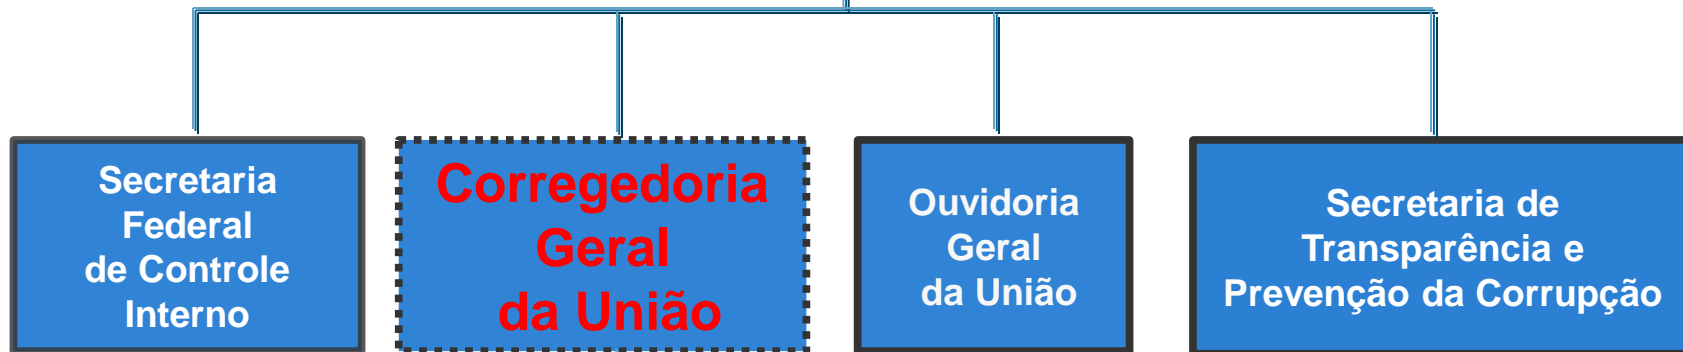 Secretaria
Federal
de Controle
Interno
Corregedoria
Geral
da União
Ouvidoria
Geral
da União
Secretaria de
Transparência e
Prevenção da Corrupção